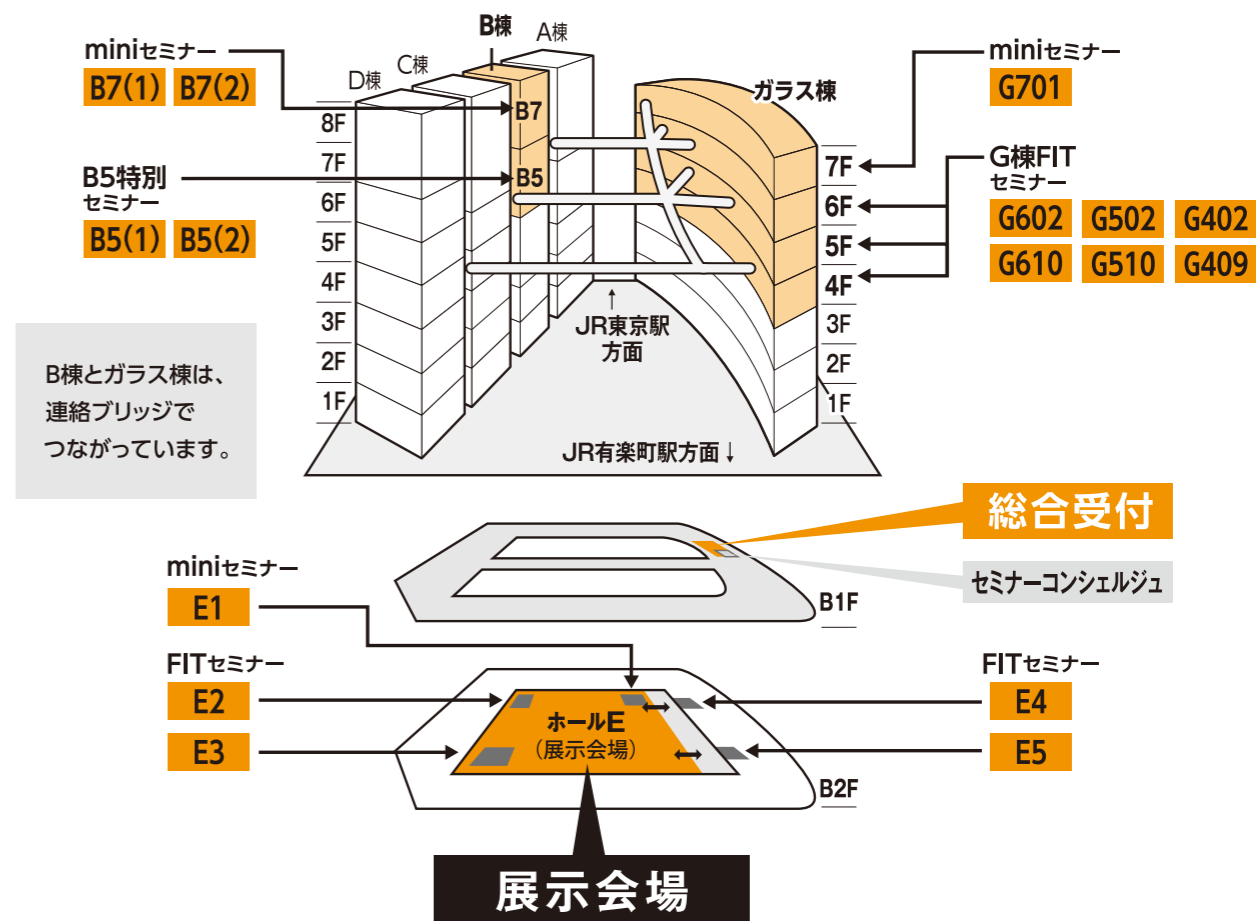 miniセミナー
B7(1) B7(2)
B5特別
セミナー
B5(1) B5(2)
B棟とガラス棟は、
連絡ブリッジで
つながっています。
D棟
C棟
B棟
A棟
B7
B5
8F
7F
6F
5F
4F
3F
2F
1F
ガラス棟
7F
6F
5F
4F
3F
2F
1F
↑
JR東京駅
方面
JR有楽町駅方面↓
miniセミナー
G701
G棟FIT
セミナー
G602 G502 G402
G610 G510 G409
総合受付
セミナーコンシェルジュ
B1F
miniセミナー
E1
FITセミナー
E2
E3
ホールE
(展示会場)
FITセミナー
E4
E5
B2F
展示会場